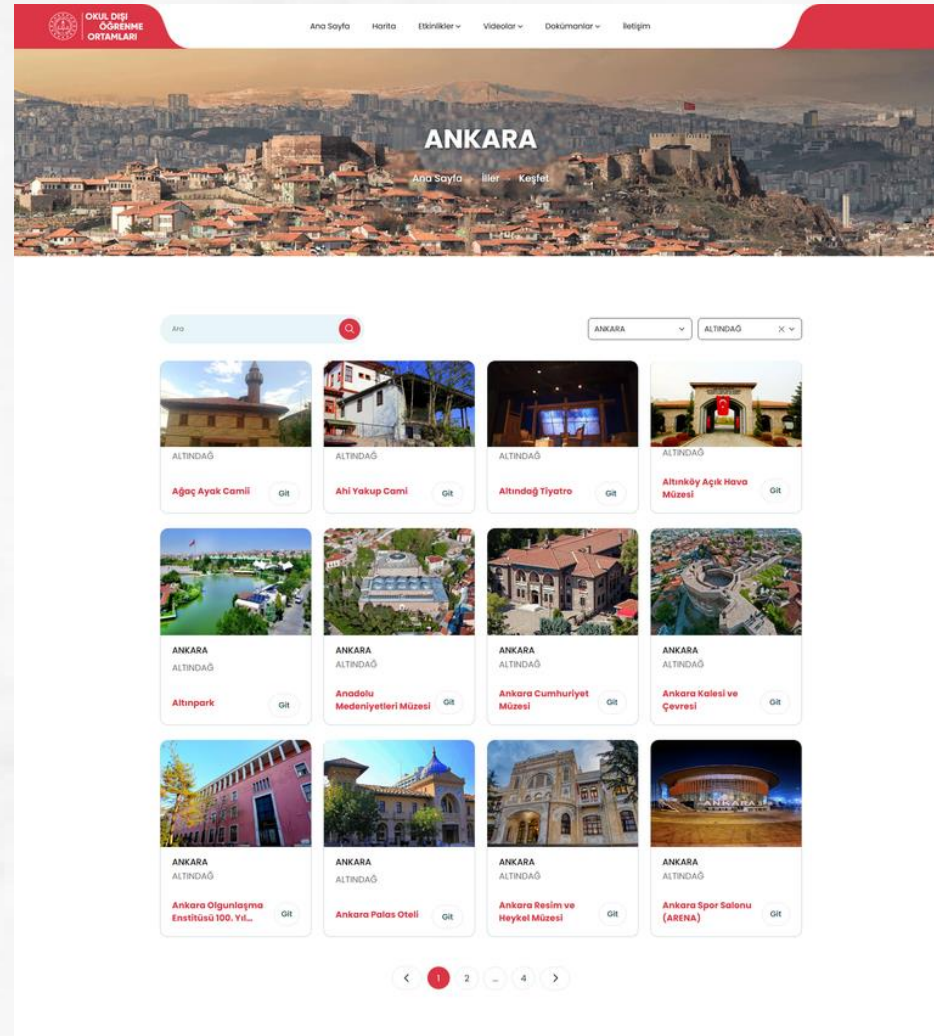 OKUL DIŞI
ÖĞRENME
ORTAMLARI
Ana Sayfa Harita Etkinlikler Videolar Dokümanlar İletişim
ANKARA
Ana Sayfa İller Keşfet
Ara
ANKARA
ALTINDAĞ
ALTINDAĞ
Ağaç Ayak Camii
Git
ALTINDAĞ
Ahi Yakup Cami
Git
ALTINDAĞ
Altındağ Tiyatro
Git
ALTINDAĞ
Altınköy Açık Hava
Müzesi
Git
ANKARA
ALTINDAĞ
Altınpark
Git
ANKARA
ALTINDAĞ
Anadolu
Medeniyetleri Müzesi
Git
ANKARA
ALTINDAĞ
Ankara Cumhuriyet
Müzesi
Git
ANKARA
ALTINDAĞ
Ankara Kalesi ve
Çevresi
Git
ANKARA
ALTINDAĞ
Ankara Olgunlaşma
Enstitüsü 100. Yıl...
Git
ANKARA
ALTINDAĞ
Ankara Palas Oteli
Git
ANKARA
ALTINDAĞ
Ankara Resim ve
Heykel Müzesi
Git
ANKARA
ANKARA
ALTINDAĞ
Ankara Spor Salonu
(ARENA)
Git
1 2 ... 4